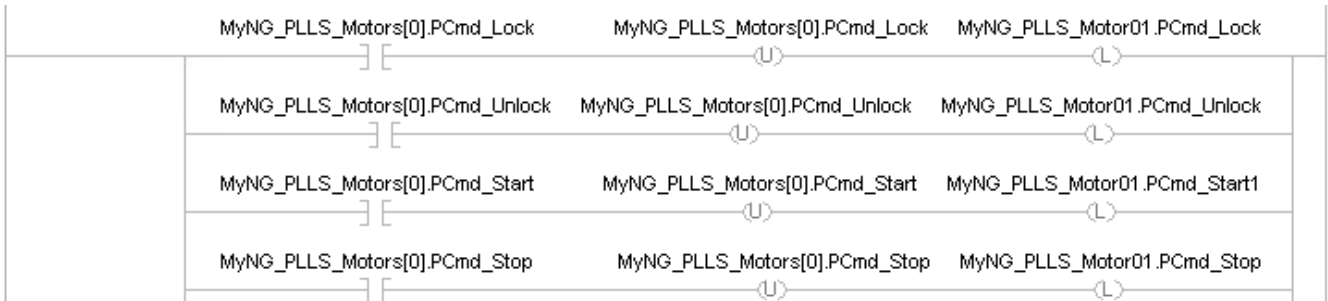 MyNG_PLLS_Motors[0].PCmd_Lock MyNG_PLLS_Motors[0].PCmd_Lock MyNG_PLLS_Motor01.PCmd_Lock
U L
MyNG_PLLS_Motors[0].PCmd_Unlock MyNG_PLLS_Motors[0].PCmd_Unlock MyNG_PLLS_Motor01.PCmd_Unlock
U L
MyNG_PLLS_Motors[0].PCmd_Start MyNG_PLLS_Motors[0].PCmd_Start MyNG_PLLS_Motor01.PCmd_Start1
U L
MyNG_PLLS_Motors[0].PCmd_Stop MyNG_PLLS_Motors[0].PCmd_Stop MyNG_PLLS_Motor01.PCmd_Stop
U L